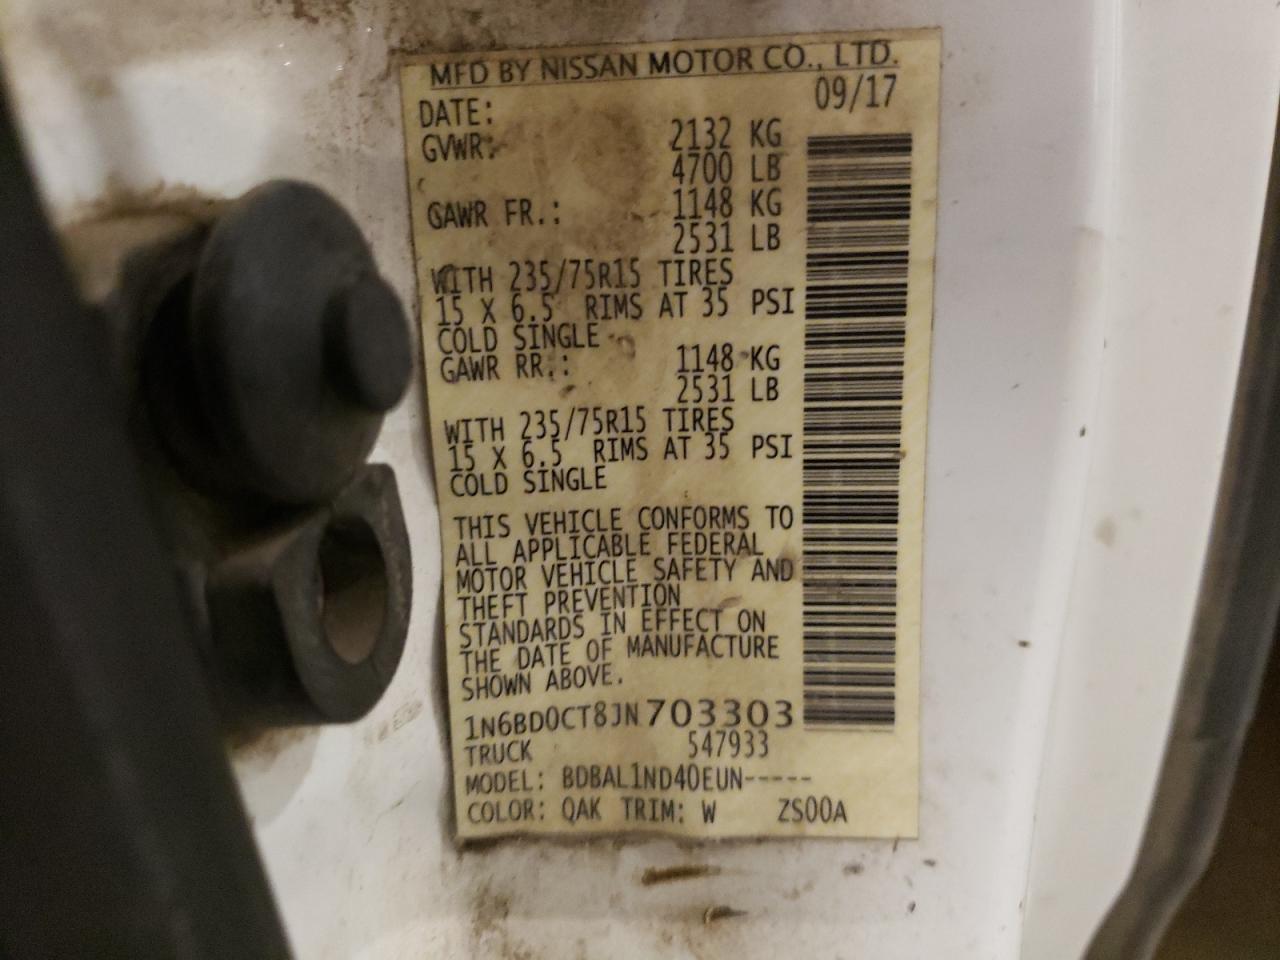 MFD BY NISSAN MOTOR CO., LTD.
DATE: 09/17
GVWR: 2132 KG
4700 LB
GAWR FR.: 1148 KG
2531 LB
WITH 235/75R15 TIRES
15 X 6.5 RIMS AT 35 PSI
COLD SINGLE
GAWR RR.: 1148 KG
2531 LB
WITH 235/75R15 TIRES
15 X 6.5 RIMS AT 35 PSI
COLD SINGLE
THIS VEHICLE CONFORMS TO
ALL APPLICABLE FEDERAL
MOTOR VEHICLE SAFETY AND
THEFT PREVENTION
STANDARDS IN EFFECT ON
THE DATE OF MANUFACTURE
SHOWN ABOVE.
1N6BD0CT8JN703303
TRUCK 547933
MODEL: BDBAL1ND40EUN-----
COLOR: QAK TRIM: W ZS00A